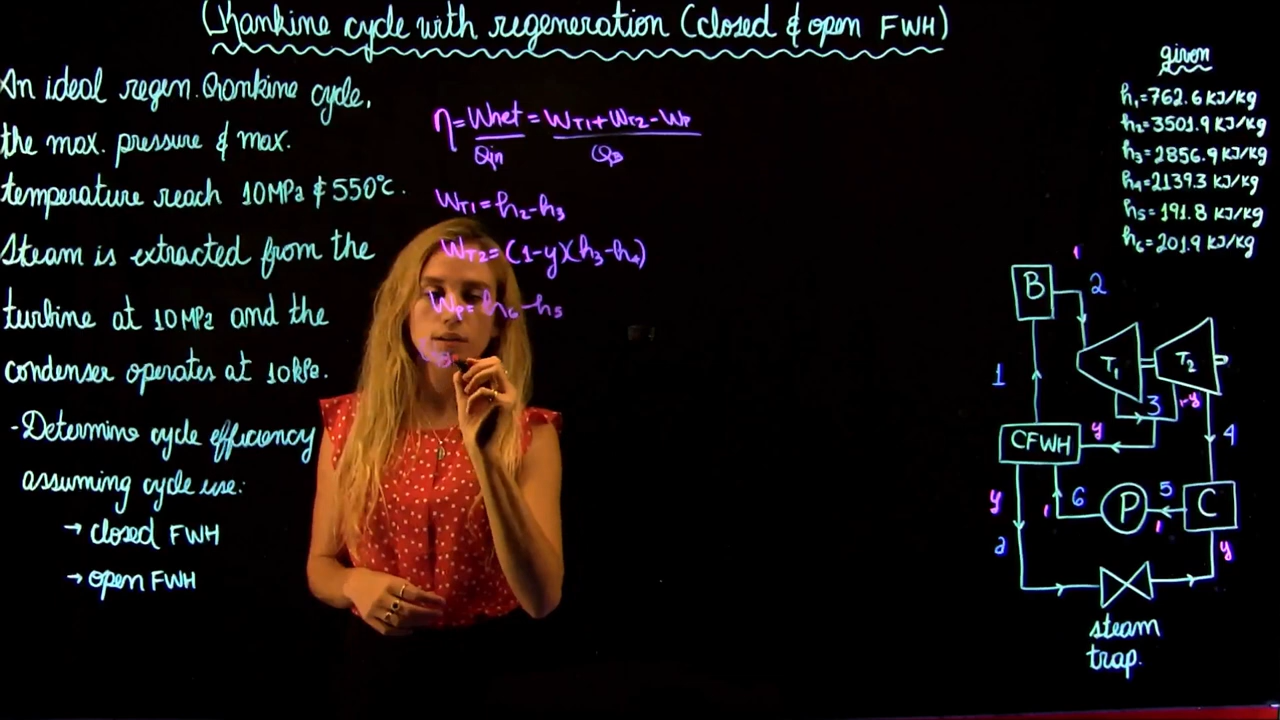 Rankine cycle with regeneration (closed & open FWH)
An ideal regen. Rankine cycle,
the max. pressure & max.
temperature reach 10MPa & 550°c.
Steam is extracted from the
turbine at 10MPa and the
condenser operates at 10kPa.
-Determine cycle efficiency
assuming cycle use:
→ closed FWH
→ open FWH
η = Wnet = WT1 + WT2 - WP
Qin QB
WT1 = h2 - h3
WT2 = (1-y)(h3-h4)
WP = h6 - h5
given
h1 = 762.6 KJ/kg
h2 = 3501.9 KJ/kg
h3 = 2856.9 KJ/kg
h4 = 2139.3 KJ/kg
h5 = 191.8 KJ/kg
h6 = 201.9 KJ/kg
1
B 2
T1 T2
1 3 1-y
CFWH y 4
y 1 6 P 5 1 C
y
steam
trap.